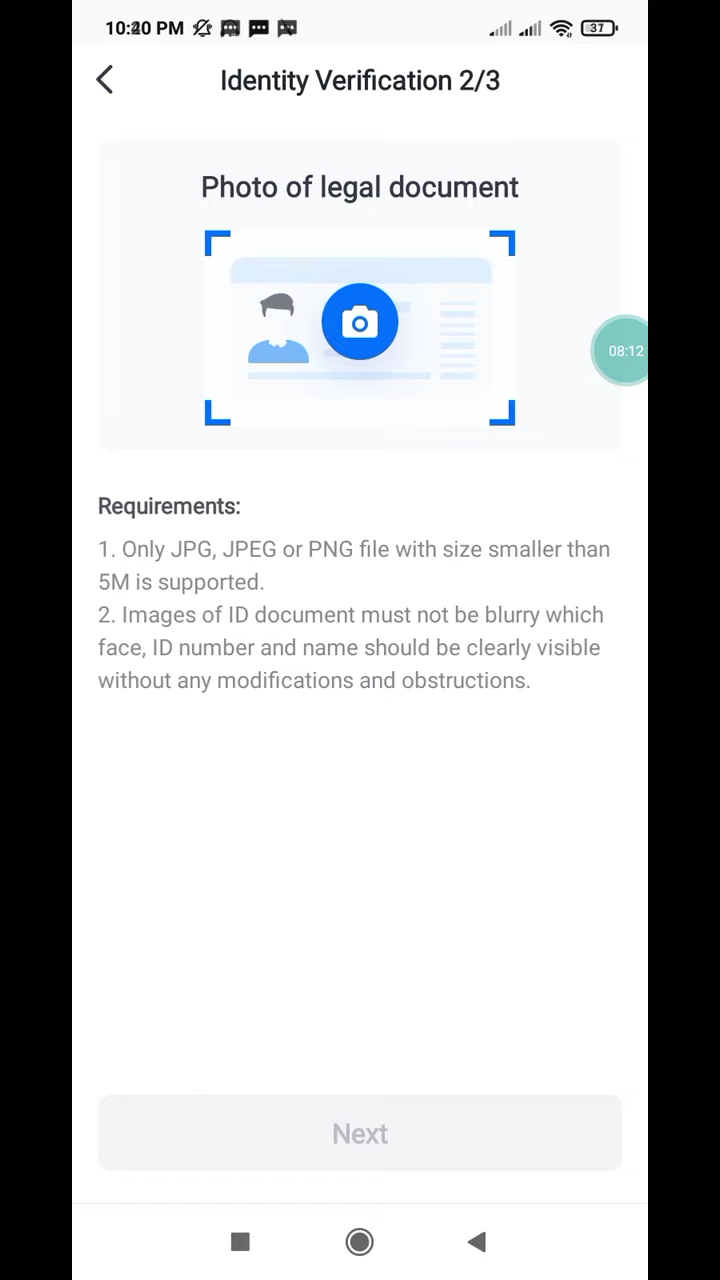 10:20 PM 37
Identity Verification 2/3
Photo of legal document
08:12
Requirements:
1. Only JPG, JPEG or PNG file with size smaller than
5M is supported.
2. Images of ID document must not be blurry which
face, ID number and name should be clearly visible
without any modifications and obstructions.
Next